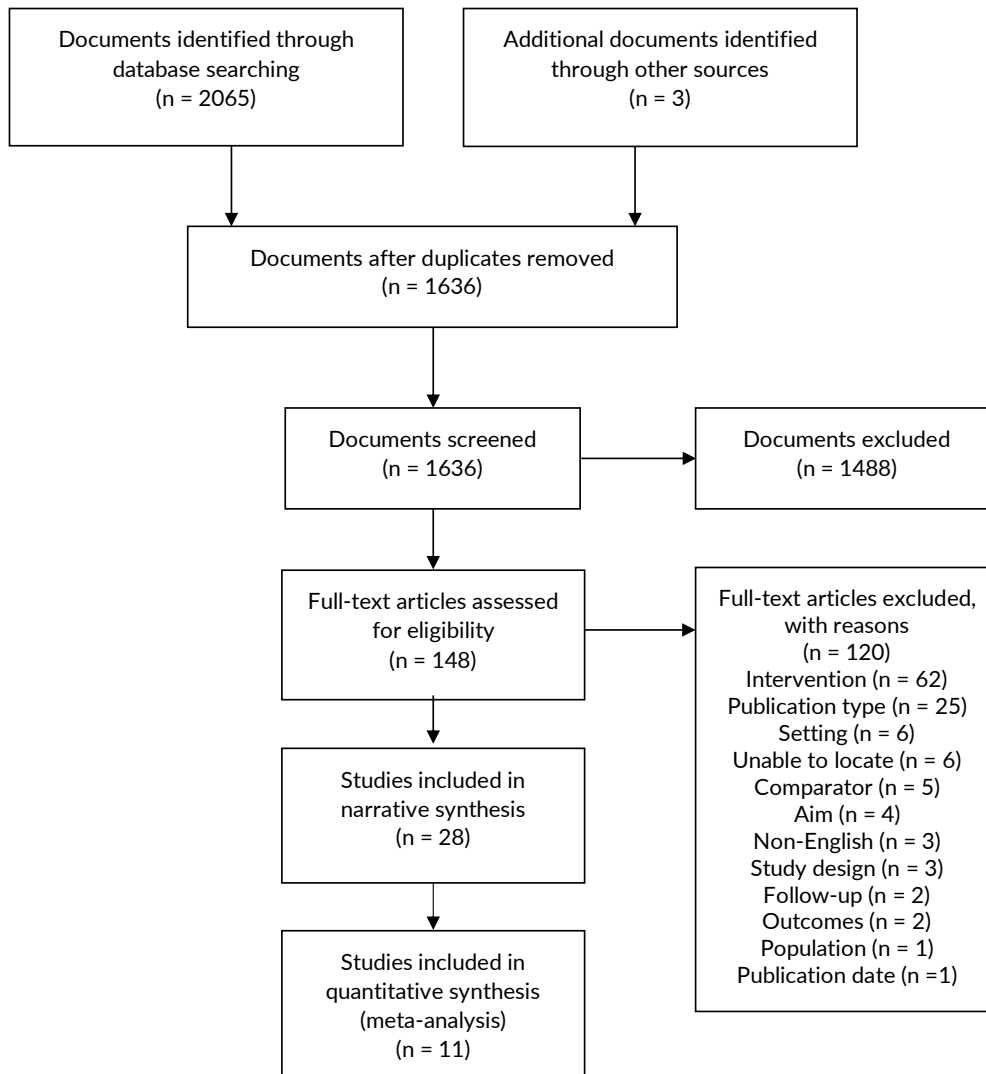 Documents identified through
database searching
(n = 2065)
Additional documents identified
through other sources
(n = 3)
Documents after duplicates removed
(n = 1636)
Documents screened
(n = 1636)
Documents excluded
(n = 1488)
Full-text articles assessed
for eligibility
(n = 148)
Full-text articles excluded,
with reasons
(n = 120)
Intervention (n = 62)
Publication type (n = 25)
Setting (n = 6)
Unable to locate (n = 6)
Comparator (n = 5)
Aim (n = 4)
Non-English (n = 3)
Study design (n = 3)
Follow-up (n = 2)
Outcomes (n = 2)
Population (n = 1)
Publication date (n =1)
Studies included in
narrative synthesis
(n = 28)
Studies included in
quantitative synthesis
(meta-analysis)
(n = 11)